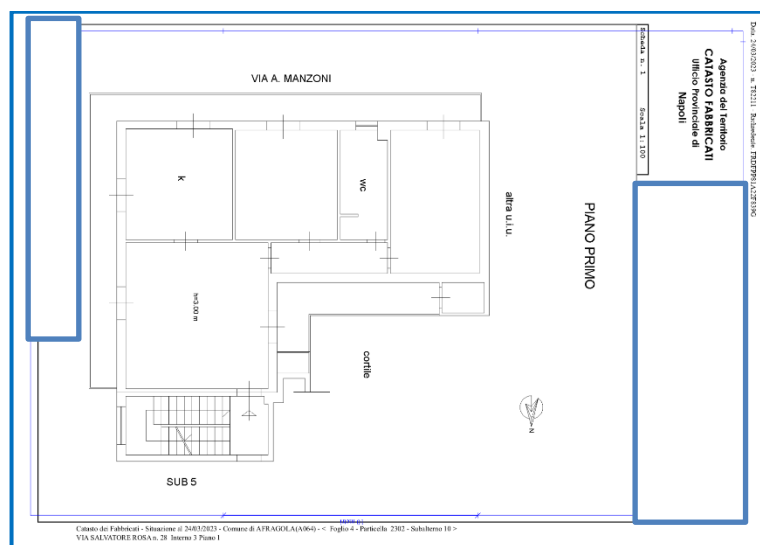 Data: 24/03/2023 - n. T82211 - Richiedente: FRDFPP81A22F839G
Agenzia del Territorio
CATASTO FABBRICATI
Ufficio Provinciale di
Napoli
Scheda n. 1 Scala 1:100
VIA A. MANZONI
k
wc
altra u.i.u.
PIANO PRIMO
h=3.00 m
cortile
N
SUB 5
Catasto dei Fabbricati - Situazione al 24/03/2023 - Comune di AFRAGOLA(A064) - < Foglio 4 - Particella 2302 - Subalterno 10 >
VIA SALVATORE ROSA n. 28 Interno 3 Piano 1